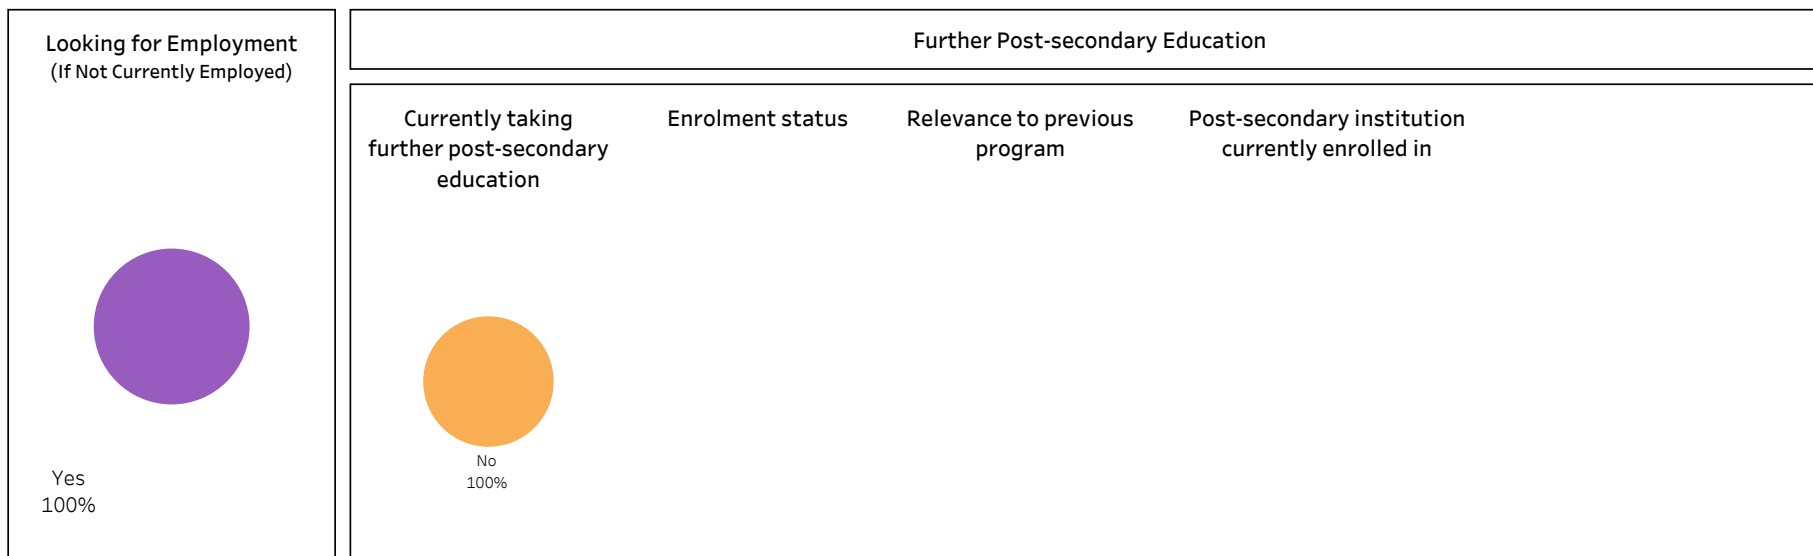 Looking for Employment
(If Not Currently Employed)
Yes
100%
Further Post-secondary Education
Currently taking
further post-secondary
education
No
100%
Enrolment status
Relevance to previous
program
Post-secondary institution
currently enrolled in